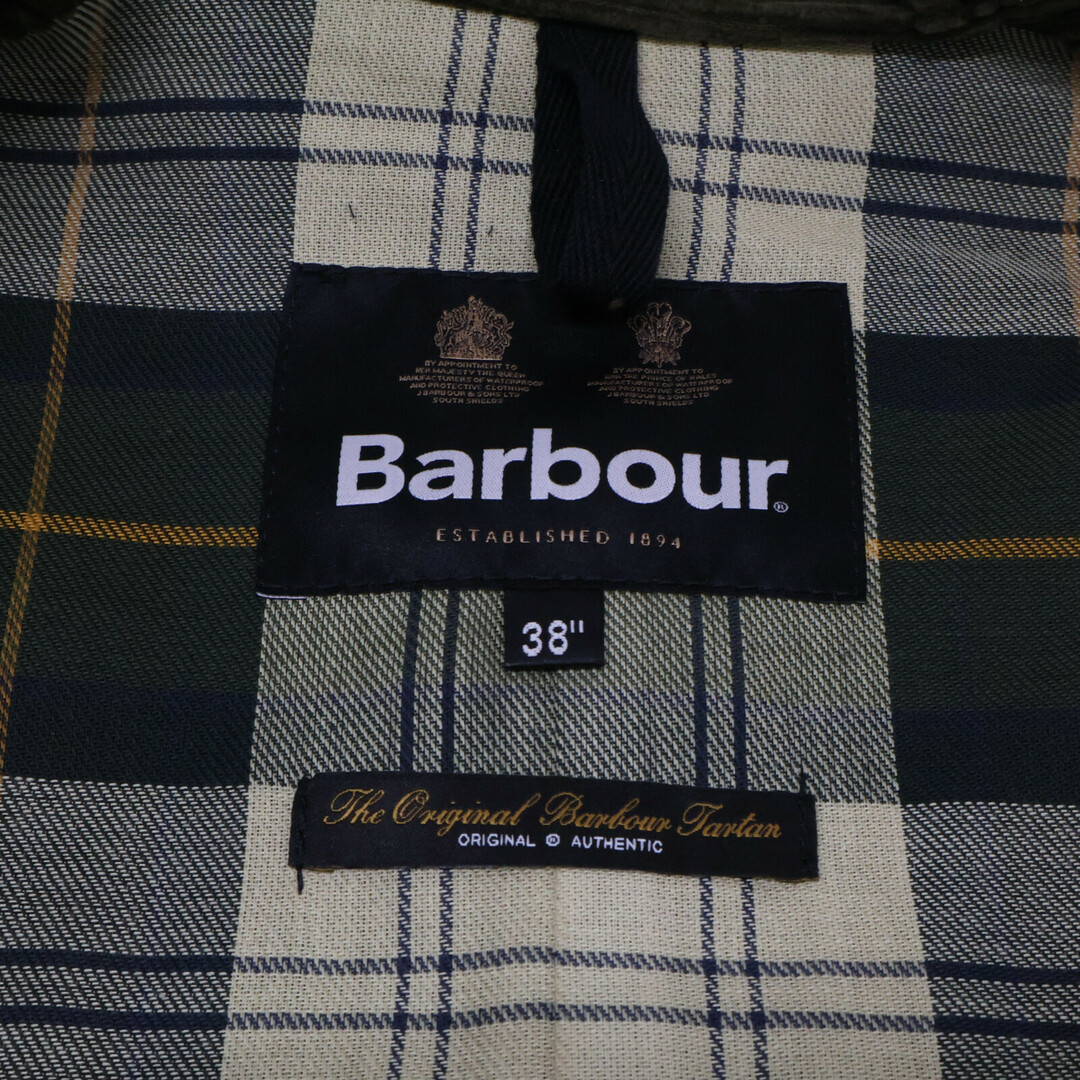 BY APPOINTMENT TO
HER MAJESTY THE QUEEN
MANUFACTURERS OF WATERPROOF
AND PROTECTIVE CLOTHING
J BARBOUR & SONS LTD
SOUTH SHIELDS
BY APPOINTMENT TO
HRH THE PRINCE OF WALES
MANUFACTURERS OF WATERPROOF
AND PROTECTIVE CLOTHING
J BARBOUR & SONS LTD
SOUTH SHIELDS
Barbour®
ESTABLISHED 1894
38"
The Original Barbour Tartan
ORIGINAL ® AUTHENTIC